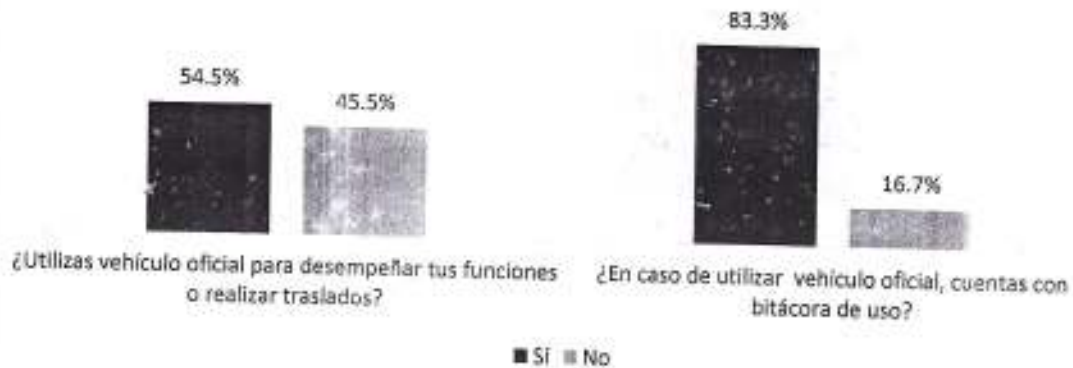 83.3%
54.5%
45.5%
16.7%
¿Utilizas vehículo oficial para desempeñar tus funciones
o realizar traslados?
¿En caso de utilizar vehículo oficial, cuentas con
bitácora de uso?
Sí No